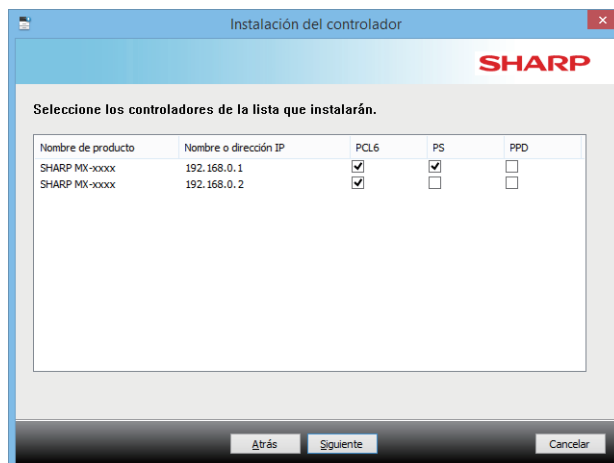 Instalación del controlador
SHARP
Seleccione los controladores de la lista que instalarán.
Nombre de producto Nombre o dirección IP PCL6 PS PPD
SHARP MX-xxxx 192.168.0.1
SHARP MX-xxxx 192.168.0.2
Atrás Siguiente Cancelar